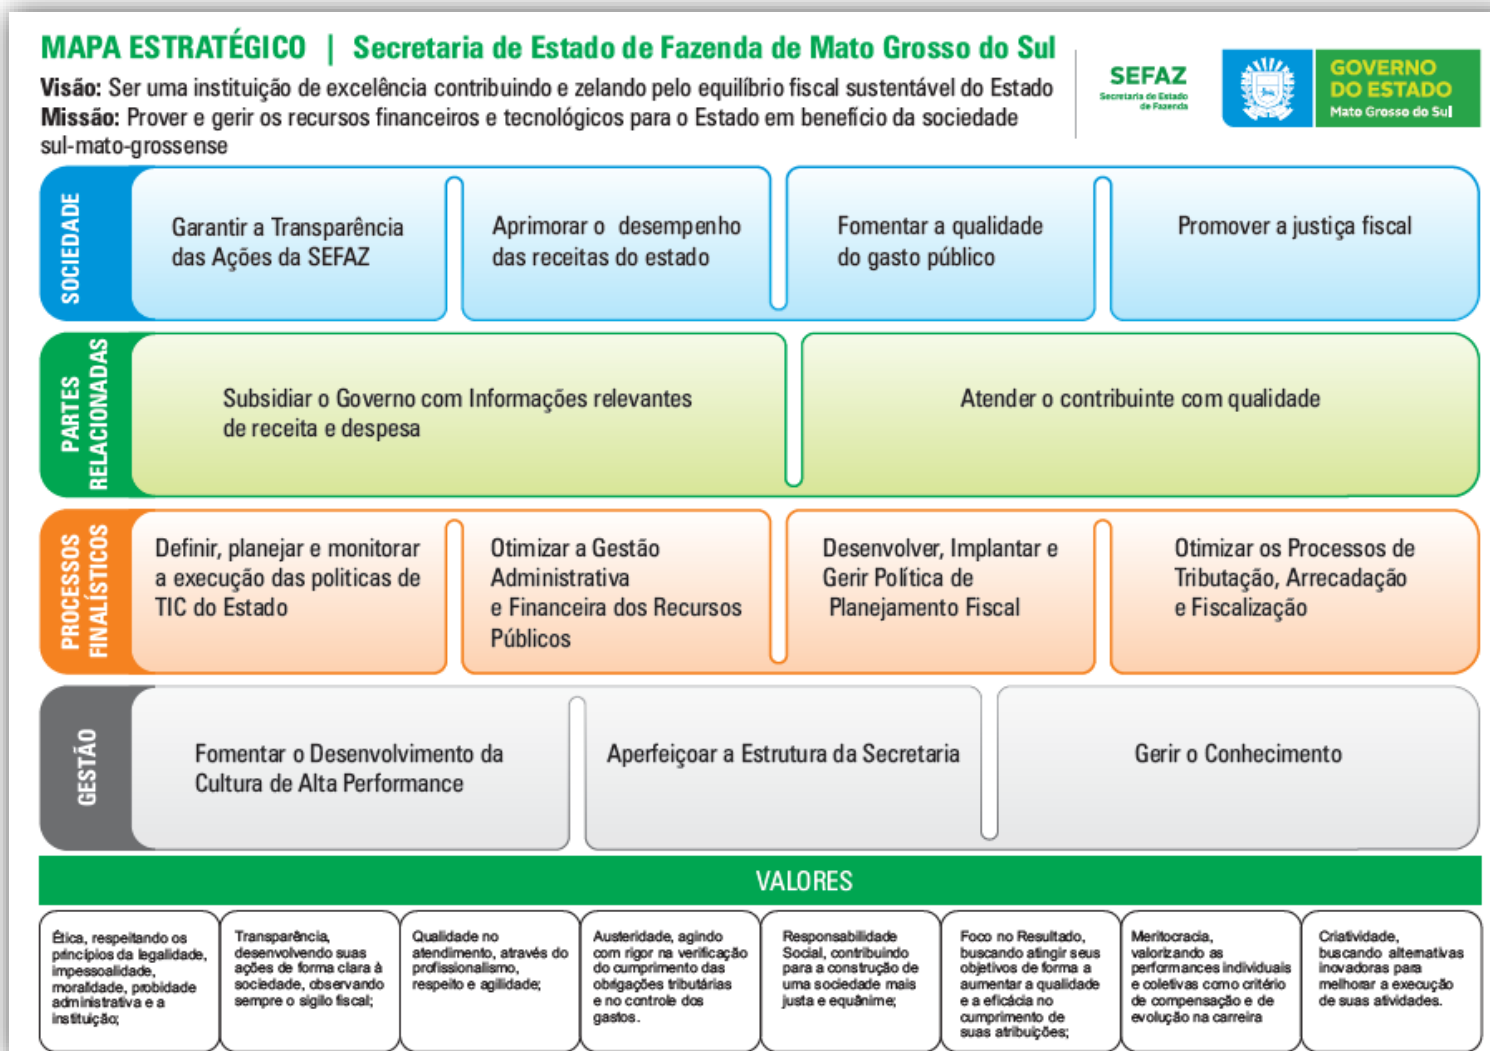 MAPA ESTRATÉGICO | Secretaria de Estado de Fazenda de Mato Grosso do Sul
Visão: Ser uma instituição de excelência contribuindo e zelando pelo equilíbrio fiscal sustentável do Estado
Missão: Prover e gerir os recursos financeiros e tecnológicos para o Estado em benefício da sociedade
sul-mato-grossense
SEFAZ
Secretaria de Estado
de Fazenda
GOVERNO
DO ESTADO
Mato Grosso do Sul
SOCIEDADE
Garantir a Transparência
das Ações da SEFAZ
Aprimorar o desempenho
das receitas do estado
Fomentar a qualidade
do gasto público
Promover a justiça fiscal
PARTES
RELACIONADAS
Subsidiar o Governo com Informações relevantes
de receita e despesa
Atender o contribuinte com qualidade
PROCESSOS
FINALÍSTICOS
Definir, planejar e monitorar
a execução das politicas de
TIC do Estado
Otimizar a Gestão
Administrativa
e Financeira dos Recursos
Públicos
Desenvolver, Implantar e
Gerir Política de
Planejamento Fiscal
Otimizar os Processos de
Tributação, Arrecadação
e Fiscalização
GESTÃO
Fomentar o Desenvolvimento da
Cultura de Alta Performance
Aperfeiçoar a Estrutura da Secretaria
Gerir o Conhecimento
VALORES
Ética, respeitando os
princípios da legalidade,
impessoalidade,
moralidade, probidade
administrativa e a
instituição;
Transparência,
desenvolvendo suas
ações de forma clara à
sociedade, observando
sempre o sigilo fiscal;
Qualidade no
atendimento, através do
profissionalismo,
respeito e agilidade;
Austeridade, agindo
com rigor na verificação
do cumprimento das
obrigações tributárias
e no controle dos
gastos.
Responsabilidade
Social, contribuindo
para a construção de
uma sociedade mais
justa e equânime;
Foco no Resultado,
buscando atingir seus
objetivos de forma a
aumentar a qualidade
e a eficácia no
cumprimento de
suas atribuições;
Meritocracia,
valorizando as
performances individuais
e coletivas como critério
de compensação e de
evolução na carreira
Criatividade,
buscando alternativas
inovadoras para
melhorar a execução
de suas atividades.